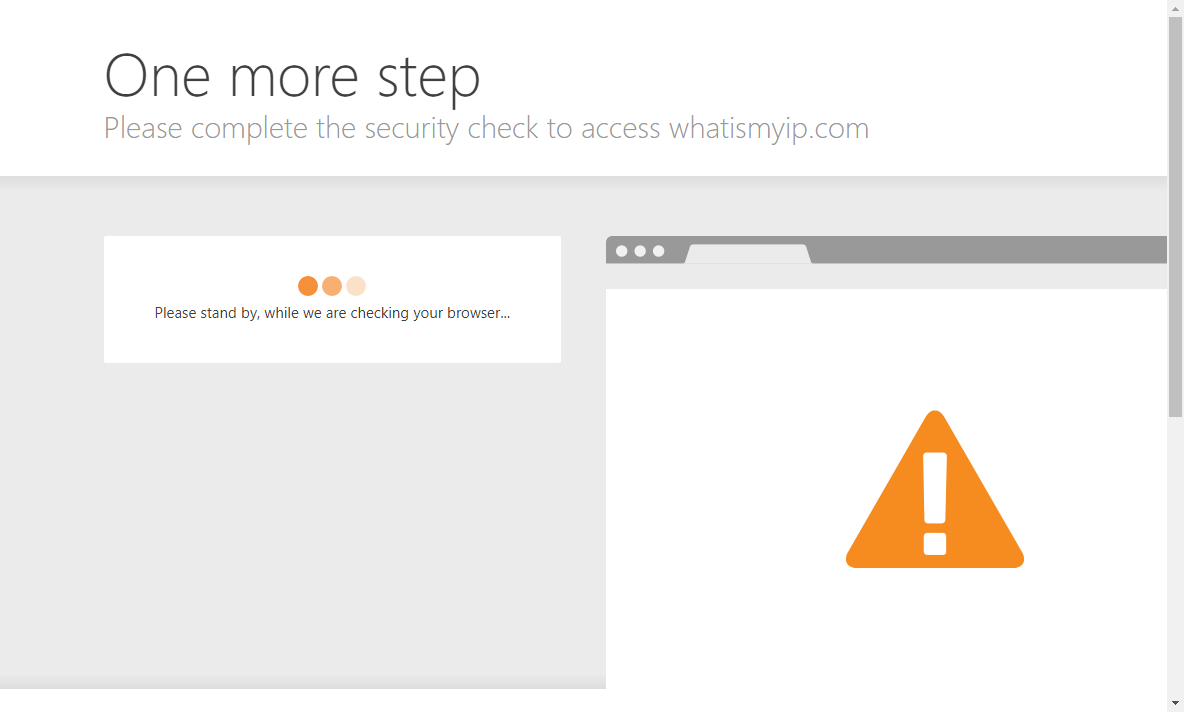 One more step
Please complete the security check to access whatismyip.com
Please stand by, while we are checking your browser...